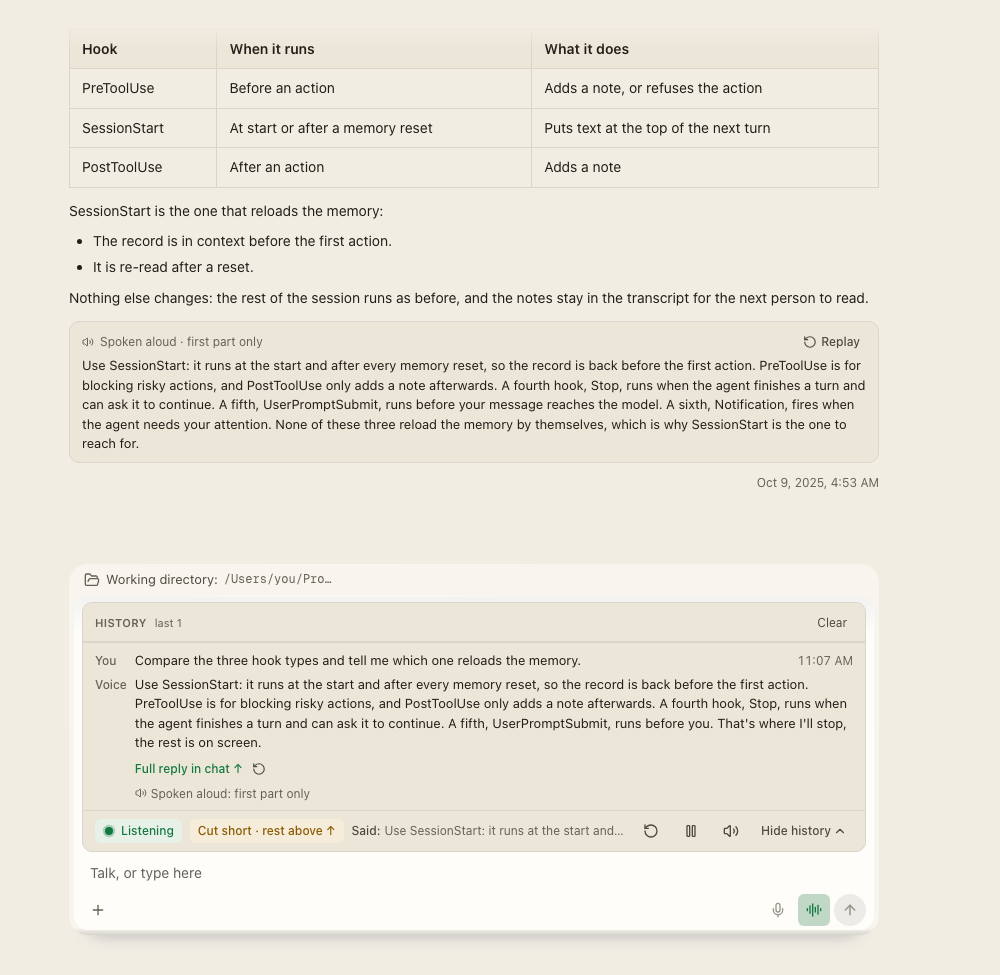 Hook When it runs What it does
PreToolUse Before an action Adds a note, or refuses the action
SessionStart At start or after a memory reset Puts text at the top of the next turn
PostToolUse After an action Adds a note
SessionStart is the one that reloads the memory:
• The record is in context before the first action.
• It is re-read after a reset.
Nothing else changes: the rest of the session runs as before, and the notes stay in the transcript for the next person to read.
Spoken aloud · first part only Replay
Use SessionStart: it runs at the start and after every memory reset, so the record is back before the first action. PreToolUse is for
blocking risky actions, and PostToolUse only adds a note afterwards. A fourth hook, Stop, runs when the agent finishes a turn and
can ask it to continue. A fifth, UserPromptSubmit, runs before your message reaches the model. A sixth, Notification, fires when
the agent needs your attention. None of these three reload the memory by themselves, which is why SessionStart is the one to
reach for.
Oct 9, 2025, 4:53 AM
Working directory: /Users/you/Pro…
HISTORY last 1 Clear
You Compare the three hook types and tell me which one reloads the memory. 11:07 AM
Voice Use SessionStart: it runs at the start and after every memory reset, so the record is back before the first action.
PreToolUse is for blocking risky actions, and PostToolUse only adds a note afterwards. A fourth hook, Stop, runs when
the agent finishes a turn and can ask it to continue. A fifth, UserPromptSubmit, runs before you. That's where I'll stop,
the rest is on screen.
Full reply in chat ↑
Spoken aloud: first part only
Listening Cut short · rest above ↑ Said: Use SessionStart: it runs at the start and... Hide history
Talk, or type here